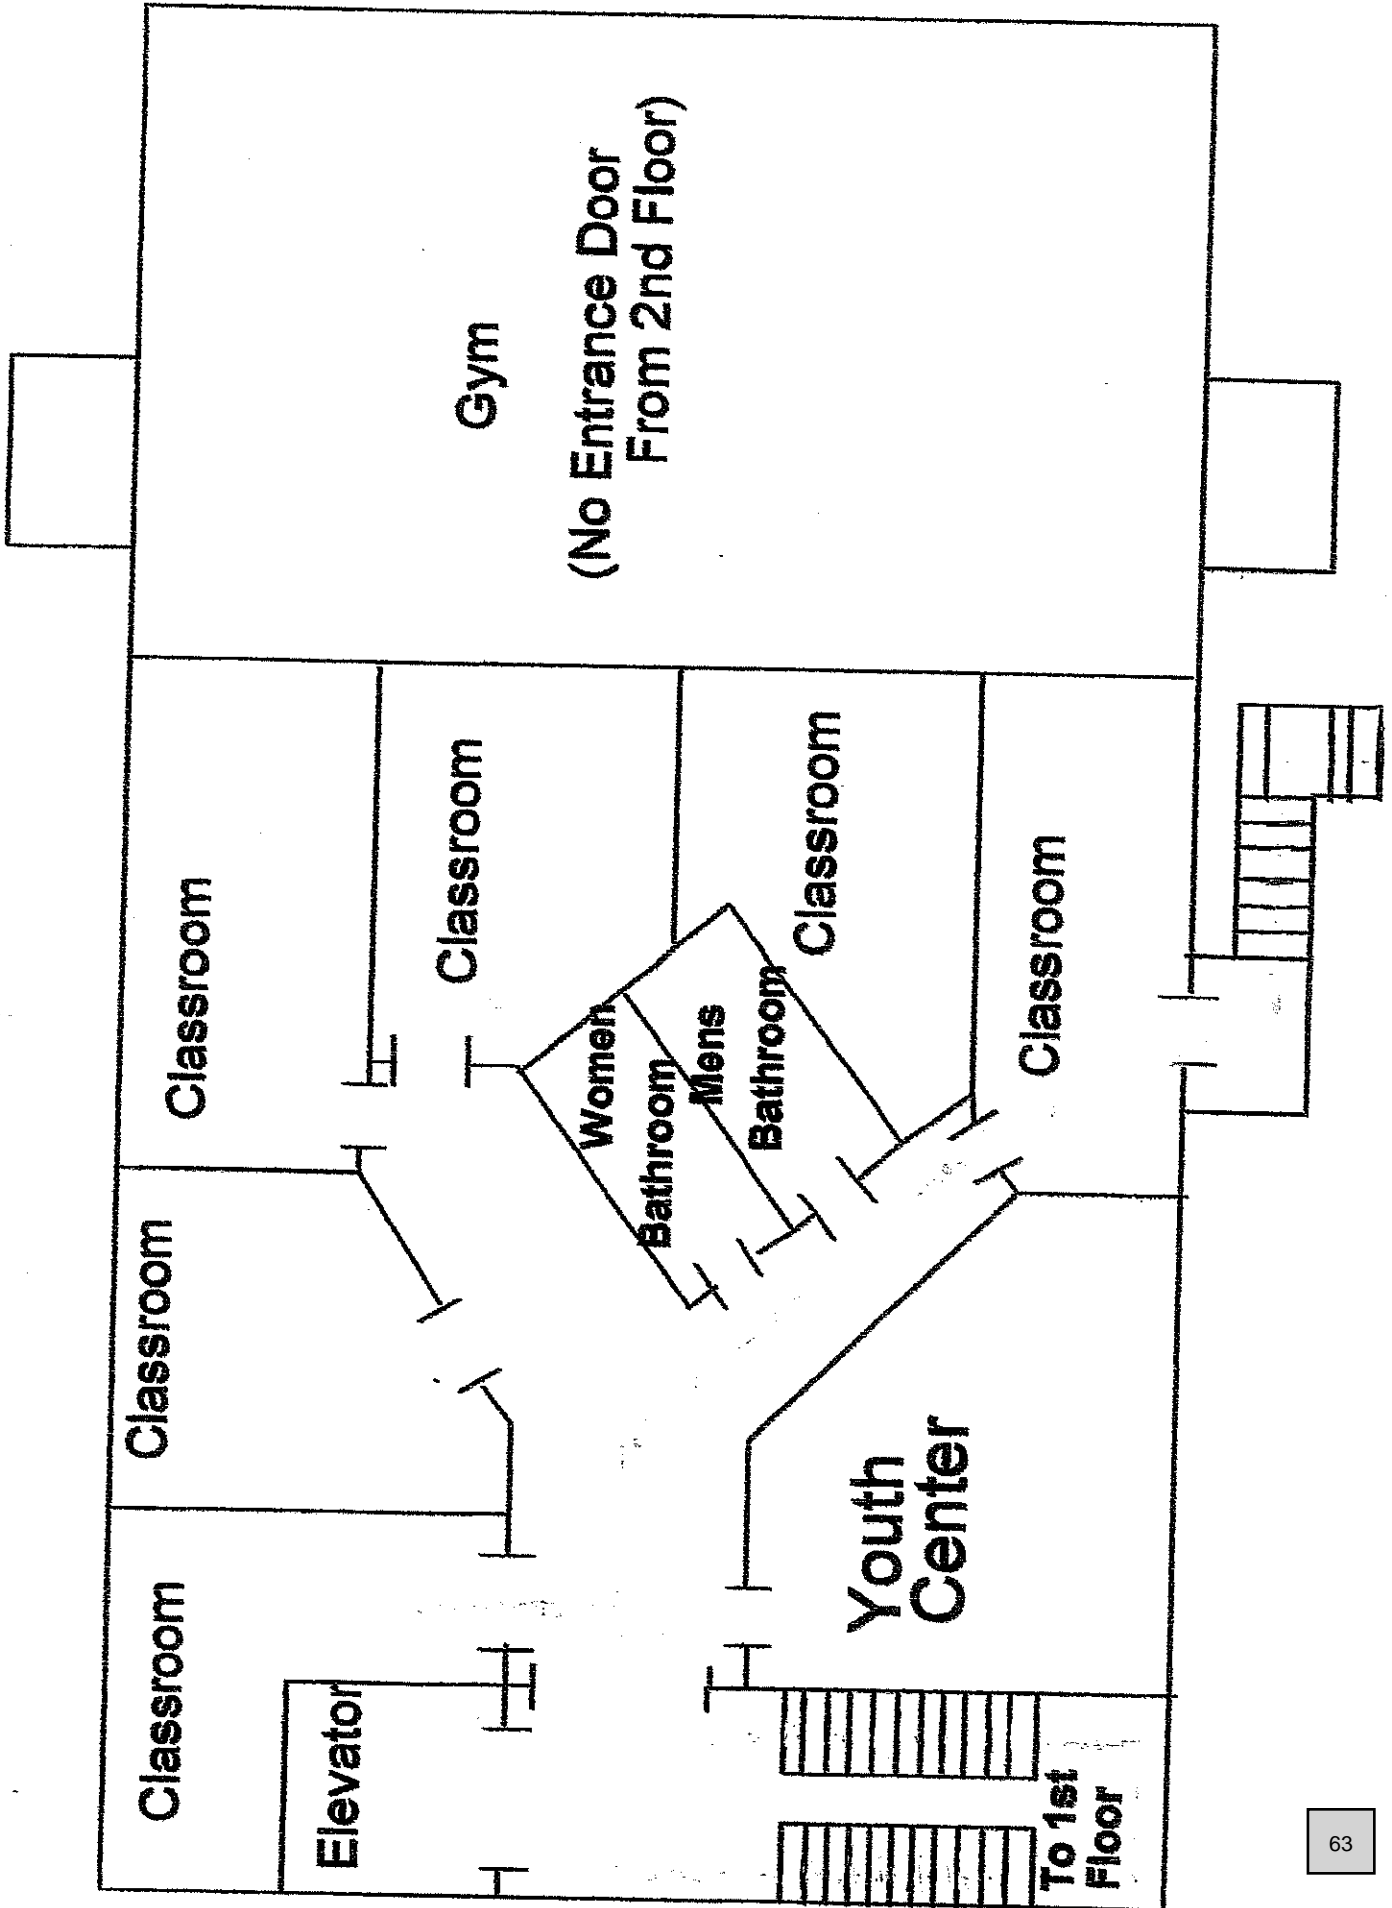 Gym
(No Entrance Door
From 2nd Floor)
Classroom
Classroom
Classroom
Classroom
Women
Bathroom
Mens
Bathroom
Classroom
Classroom
Elevator
Youth
Center
To 1st
Floor
63